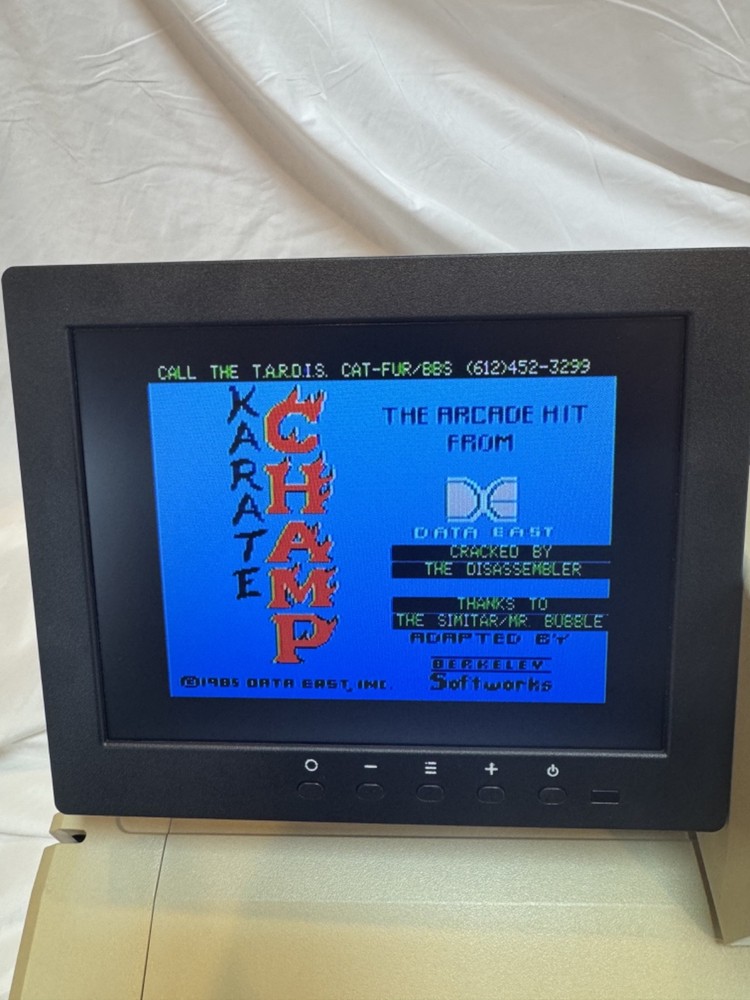 CALL THE T.A.R.D.I.S. CAT-FUR/BBS (612)452-3299
KARATE
CHAMP
THE ARCADE HIT
FROM
DE
DATA EAST
CRACKED BY
THE DISASSEMBLER
THANKS TO
THE SIMITAR/MR. BUBBLE
ADAPTED BY
BERKELEY
Softworks
©1985 DATA EAST, INC.